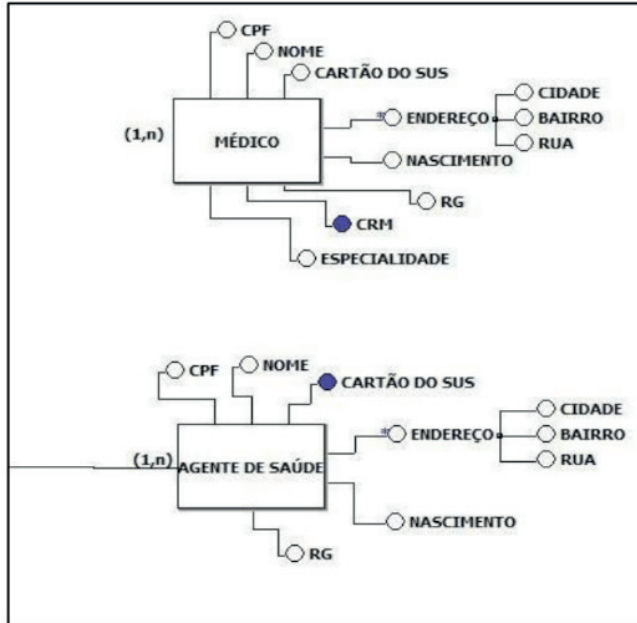 CPF
NOME
CARTÃO DO SUS
CIDADE
* ENDEREÇO
BAIRRO
(1,n)
MÉDICO
RUA
NASCIMENTO
RG
CRM
ESPECIALIDADE
NOME
CPF
CARTÃO DO SUS
CIDADE
* ENDEREÇO
BAIRRO
(1,n)
AGENTE DE SAÚDE
RUA
NASCIMENTO
RG